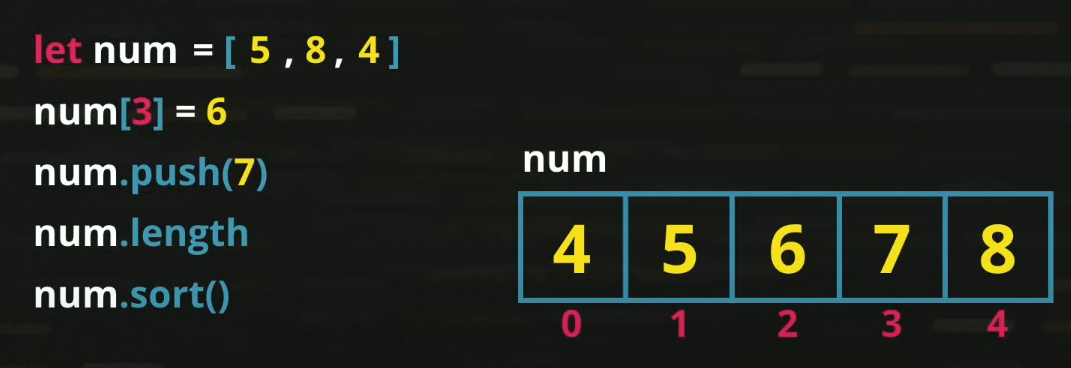 let num = [ 5 , 8 , 4 ]
num[3] = 6
num.push(7)
num.length
num.sort()
num
4 5 6 7 8
0 1 2 3 4